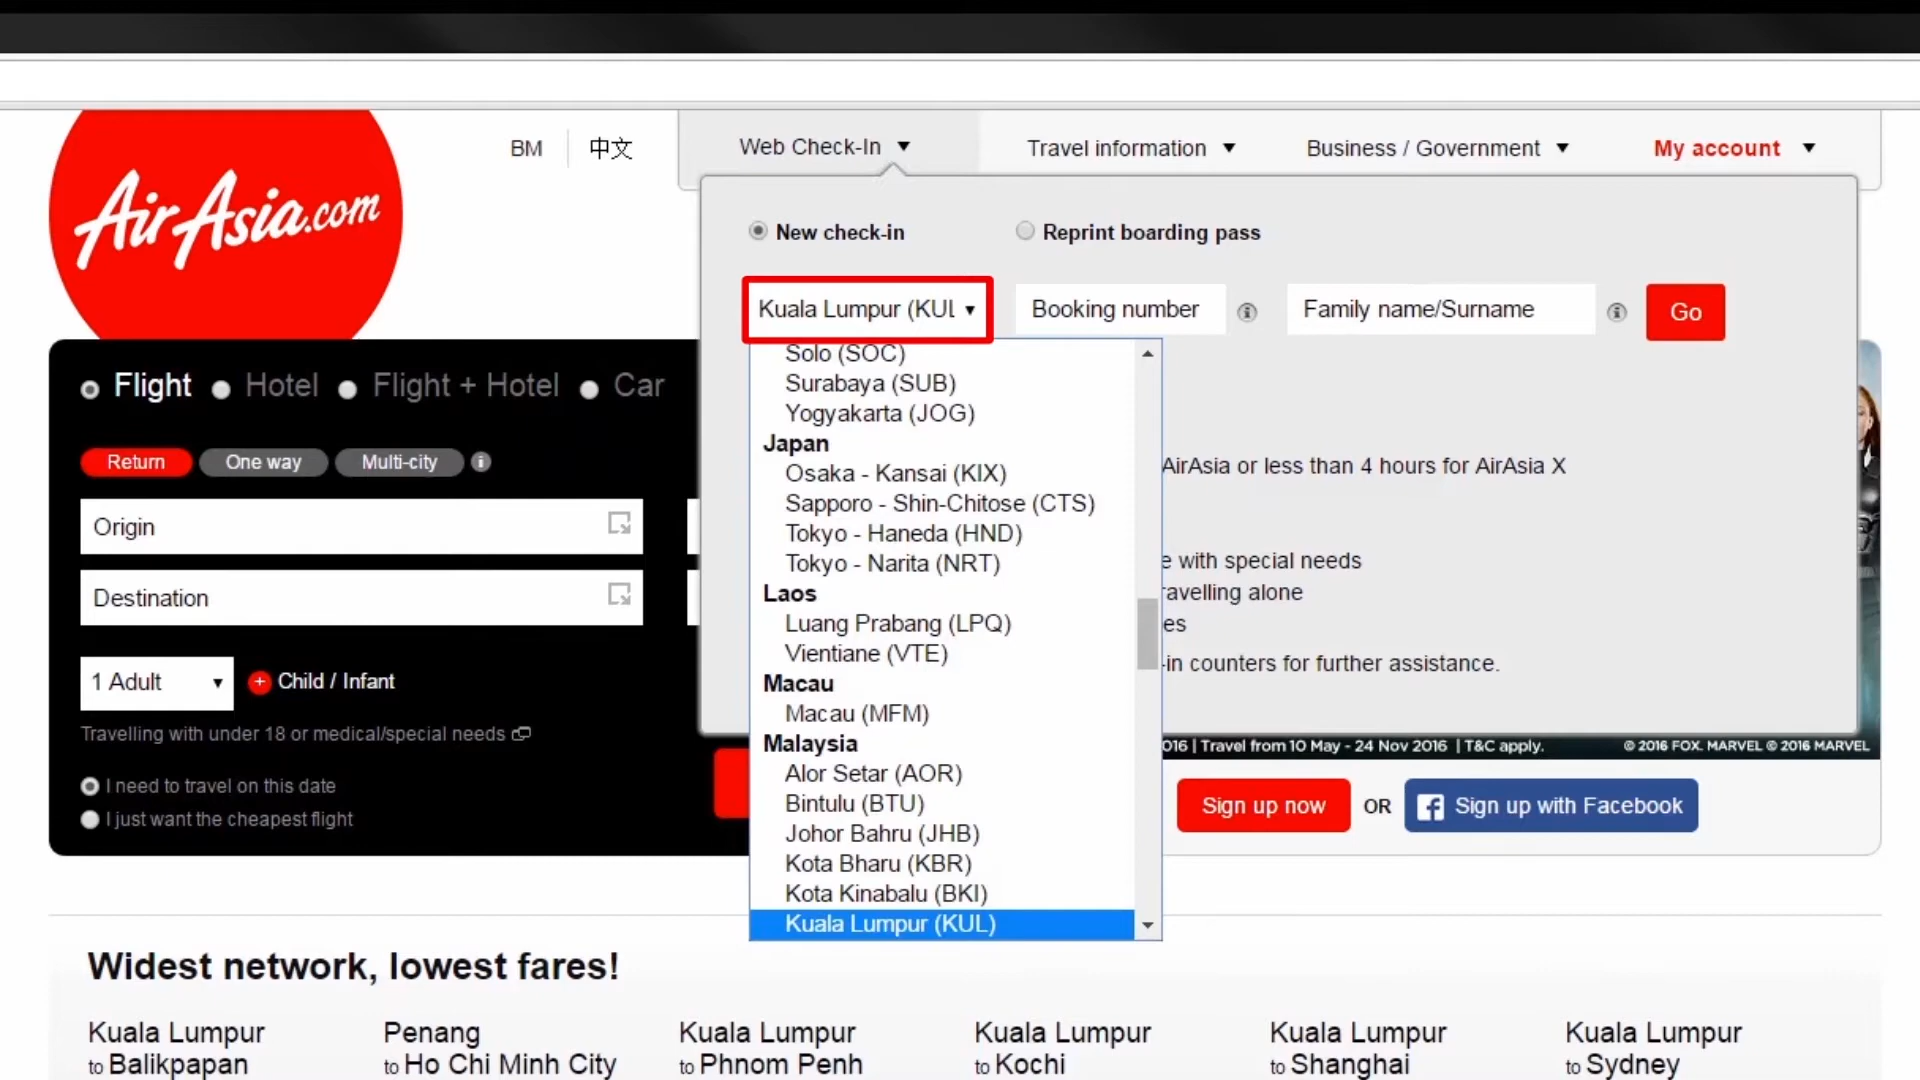 AirAsia.com
BM
中文
Web Check-In
Travel information
Business / Government
My account
New check-in
Reprint boarding pass
Kuala Lumpur (KUL
Booking number
Family name/Surname
Go
Solo (SOC)
Surabaya (SUB)
Yogyakarta (JOG)
Japan
Osaka - Kansai (KIX)
Sapporo - Shin-Chitose (CTS)
Tokyo - Haneda (HND)
Tokyo - Narita (NRT)
Laos
Luang Prabang (LPQ)
Vientiane (VTE)
Macau
Macau (MFM)
Malaysia
Alor Setar (AOR)
Bintulu (BTU)
Johor Bahru (JHB)
Kota Bharu (KBR)
Kota Kinabalu (BKI)
Kuala Lumpur (KUL)
AirAsia or less than 4 hours for AirAsia X
e with special needs
ravelling alone
es
-in counters for further assistance.
Flight
Hotel
Flight + Hotel
Car
Return
One way
Multi-city
Origin
Destination
1 Adult
Child / Infant
Travelling with under 18 or medical/special needs
I need to travel on this date
I just want the cheapest flight
016 | Travel from 10 May - 24 Nov 2016 | T&C apply.
© 2016 FOX. MARVEL © 2016 MARVEL
Sign up now
OR
Sign up with Facebook
Widest network, lowest fares!
Kuala Lumpur
to Balikpapan
Penang
to Ho Chi Minh City
Kuala Lumpur
to Phnom Penh
Kuala Lumpur
to Kochi
Kuala Lumpur
to Shanghai
Kuala Lumpur
to Sydney